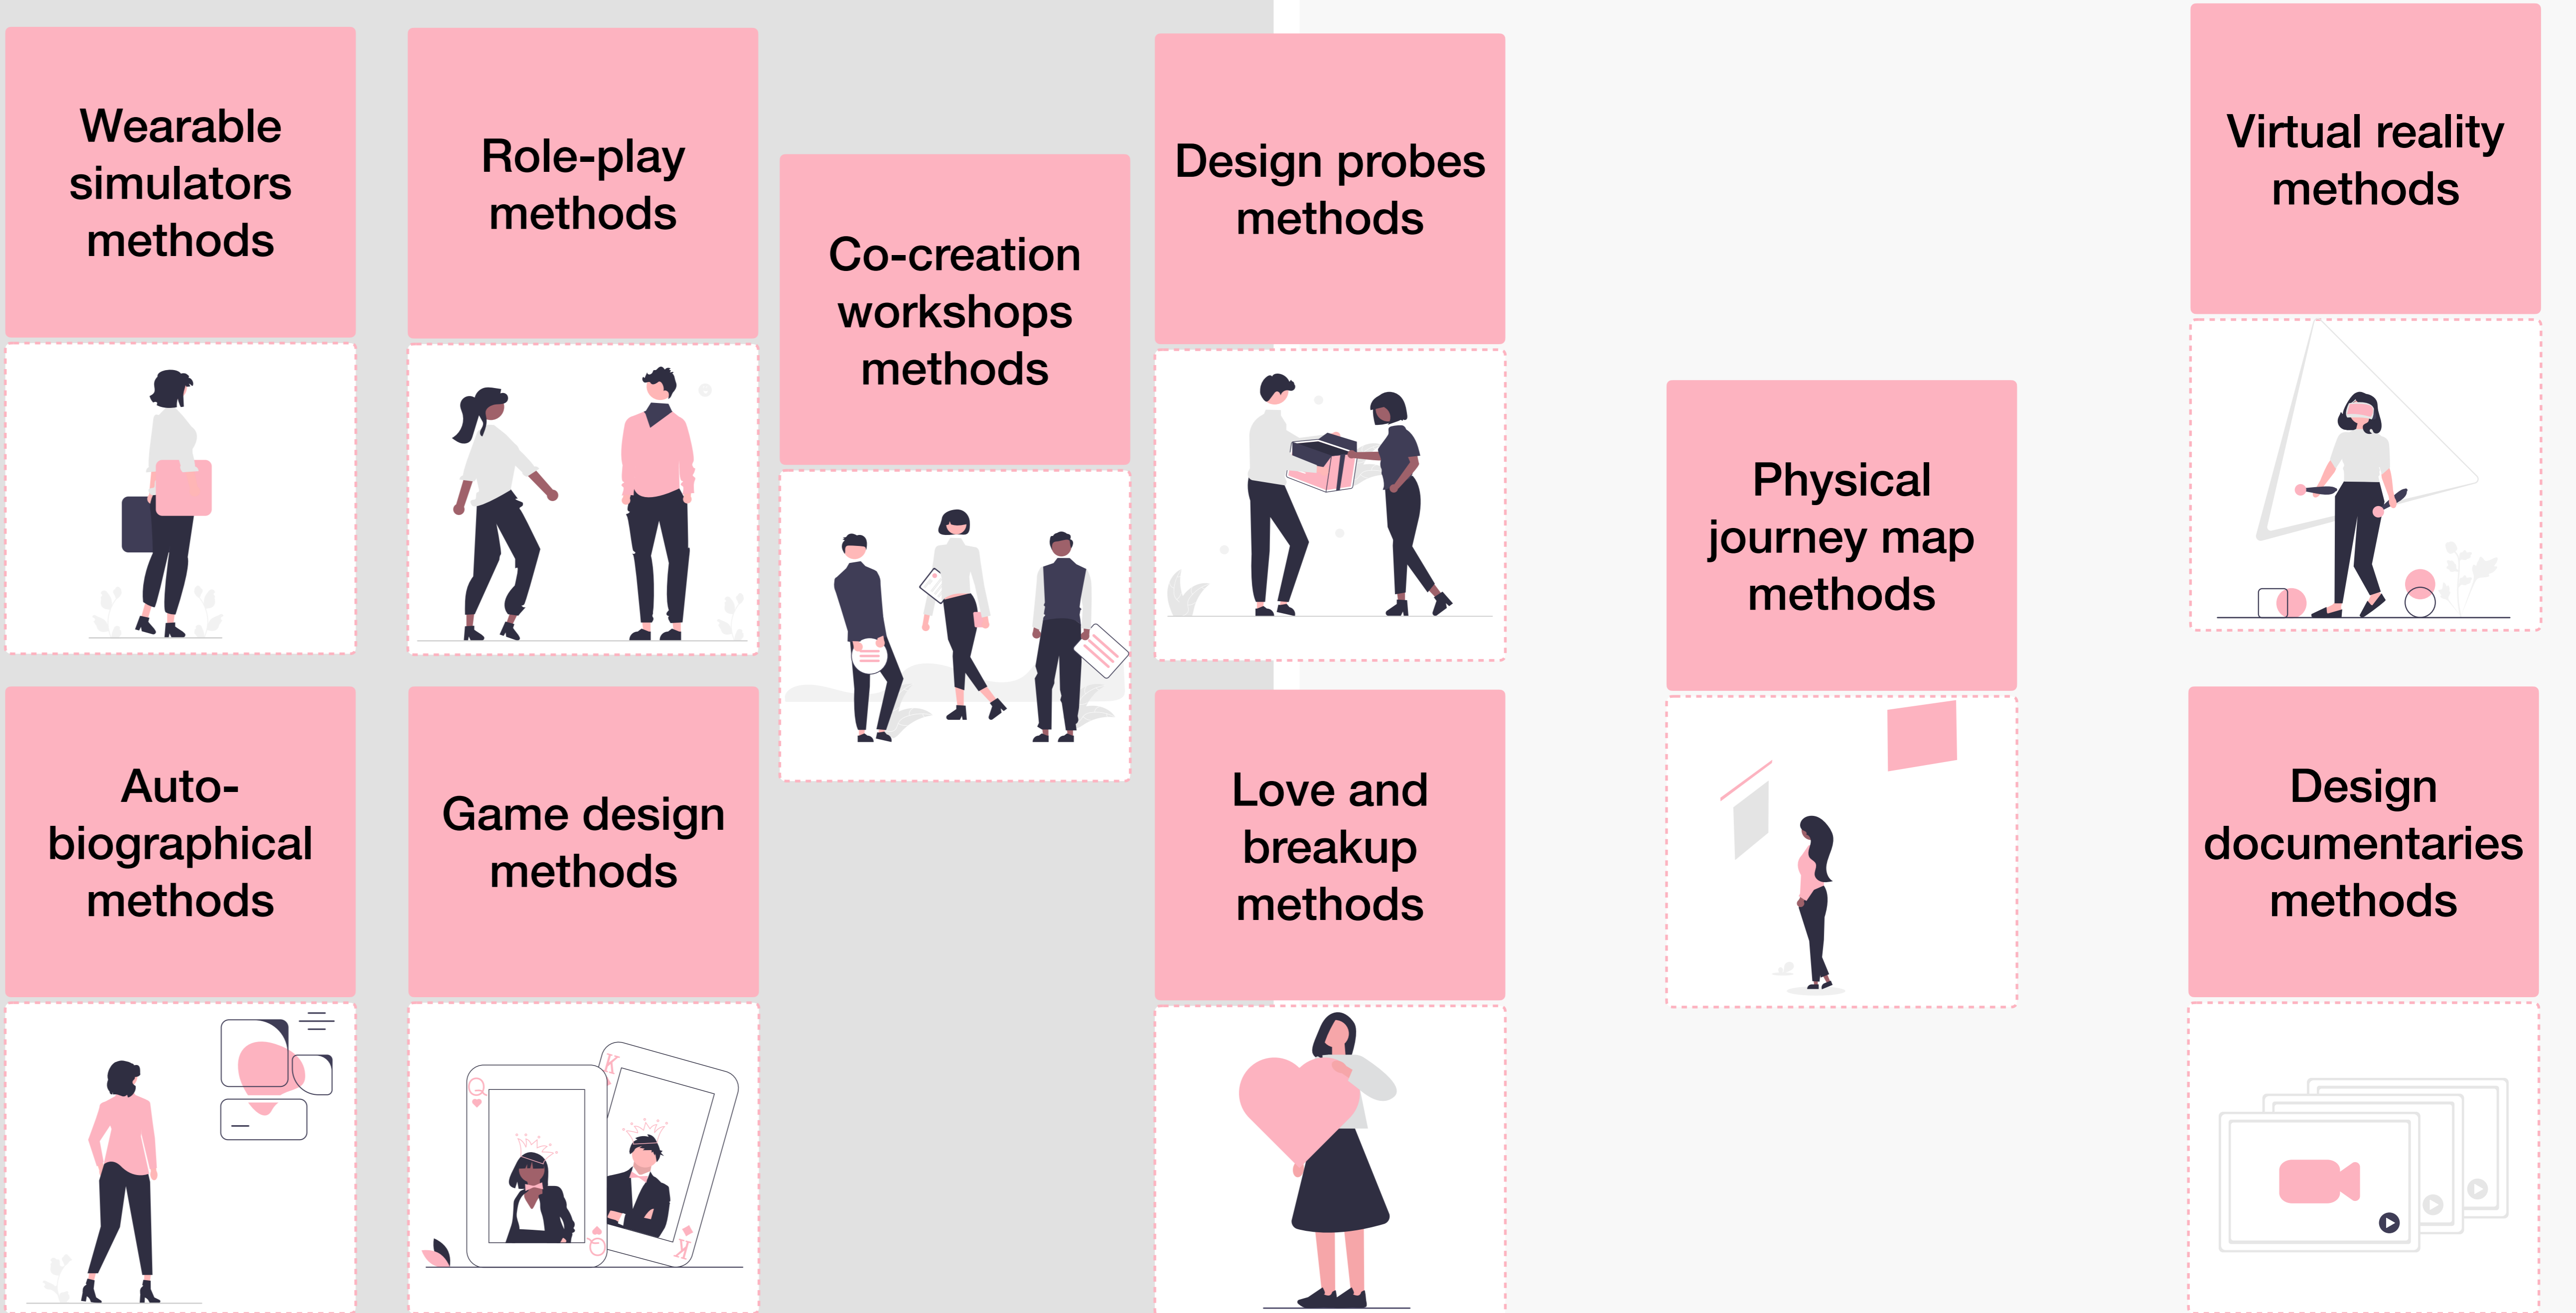 Wearable
simulators
methods
Role-play
methods
Co-creation
workshops
methods
Design probes
methods
Physical
journey map
methods
Virtual reality
methods
Auto-
biographical
methods
Game design
methods
Q
K
Q
K
Love and
breakup
methods
Design
documentaries
methods